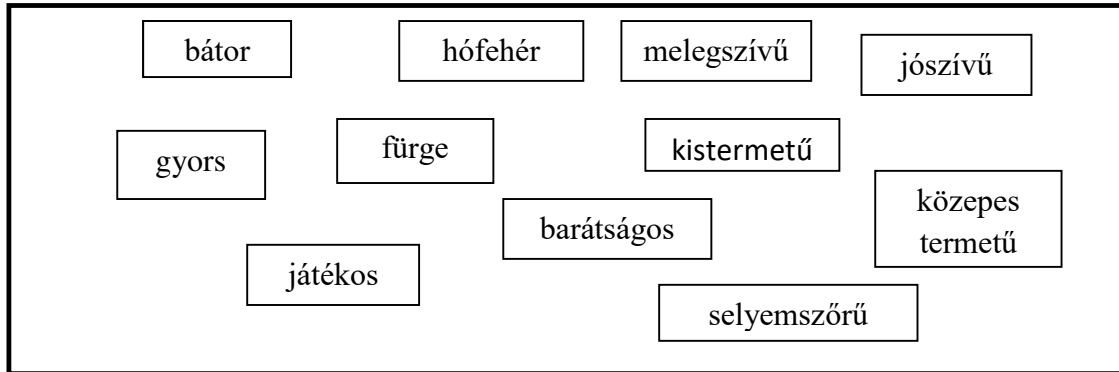 bátor
hófehér
melegszívű
jószívű
gyors
fürge
kistermetű
közepes
termetű
barátságos
játékos
selyemszőrű